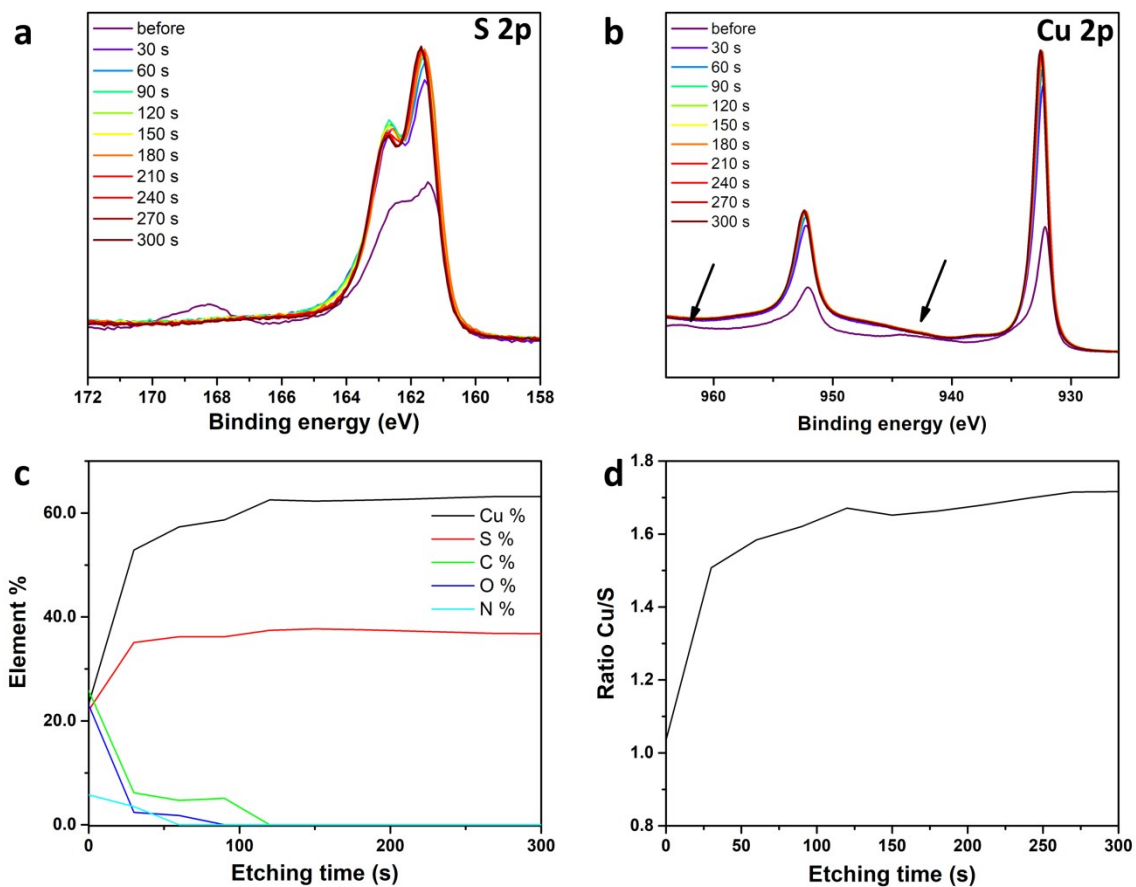 a
S 2p
before
30 s
60 s
90 s
120 s
150 s
180 s
210 s
240 s
270 s
300 s
172 170 168 166 164 162 160 158
Binding energy (eV)
b
Cu 2p
before
30 s
60 s
90 s
120 s
150 s
180 s
210 s
240 s
270 s
300 s
960 950 940 930
Binding energy (eV)
c
Element %
60.0
40.0
20.0
0.0
Cu %
S %
C %
O %
N %
0 100 200 300
Etching time (s)
d
Ratio Cu/S
1.8
1.6
1.4
1.2
1.0
0.8
0 50 100 150 200 250 300
Etching time (s)